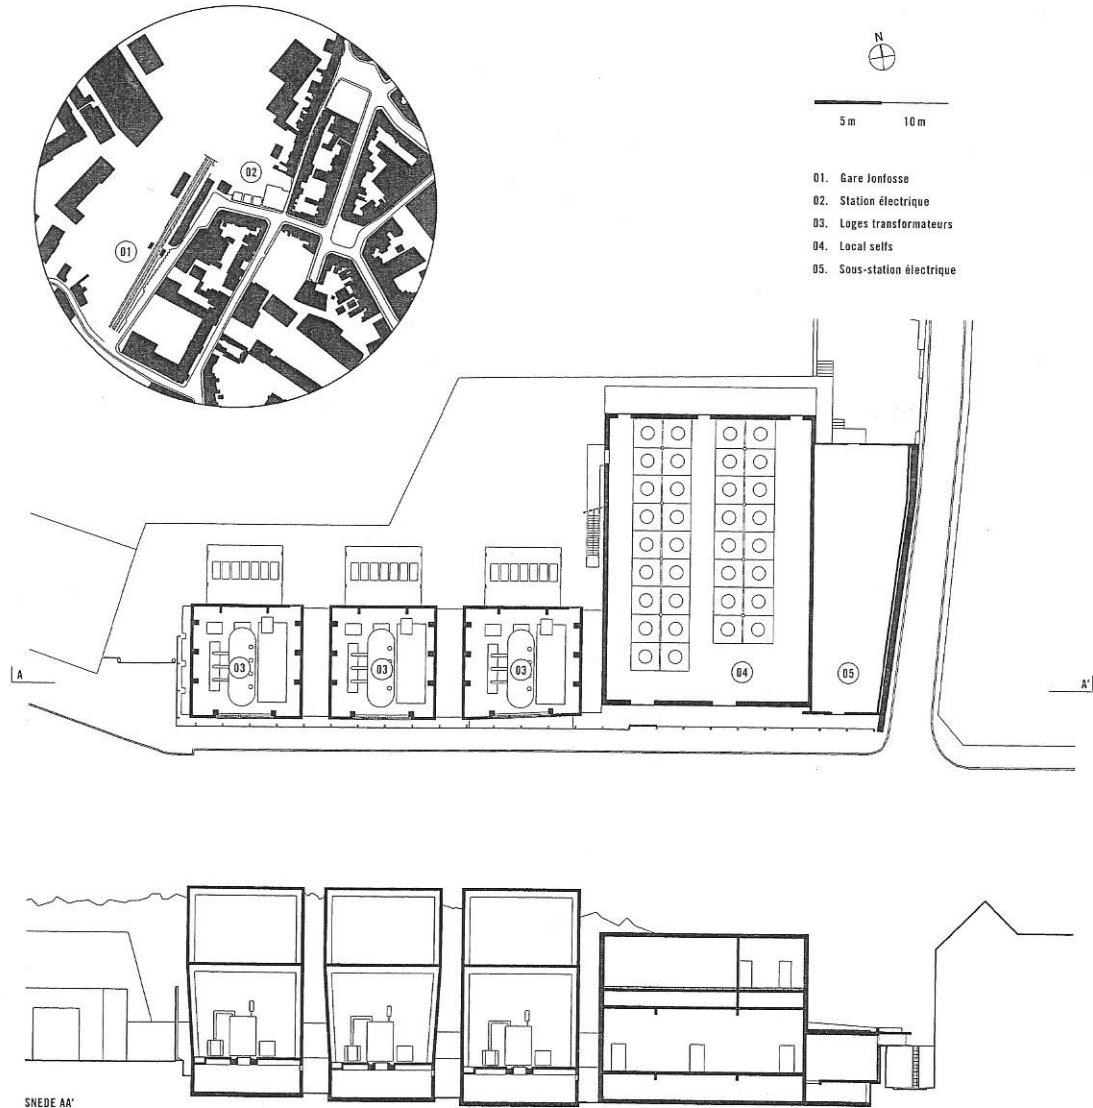 N
5 m 10 m
01. Gare Jonfosse
02. Station électrique
03. Loges transformateurs
04. Local selfs
05. Sous-station électrique
02
01
03 03 03 04 05
A A'
SNEDE AA'